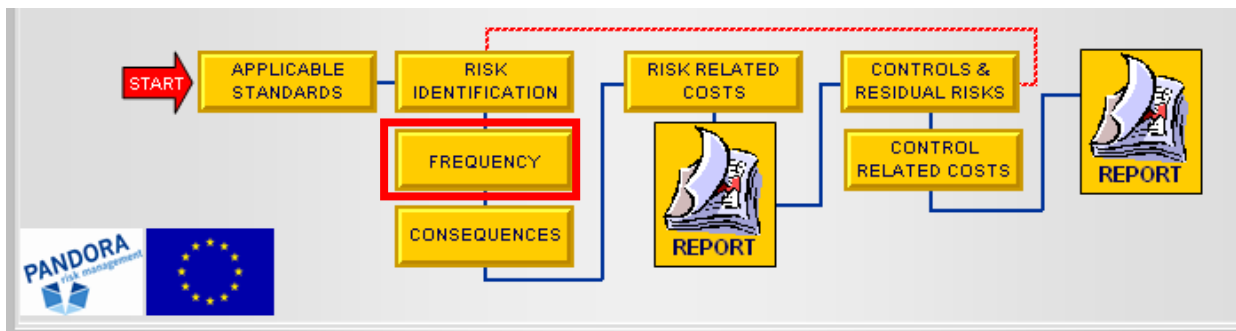 START
APPLICABLE
STANDARDS
RISK
IDENTIFICATION
FREQUENCY
CONSEQUENCES
RISK RELATED
COSTS
REPORT
CONTROLS &
RESIDUAL RISKS
CONTROL
RELATED COSTS
REPORT
PANDORA
risk management